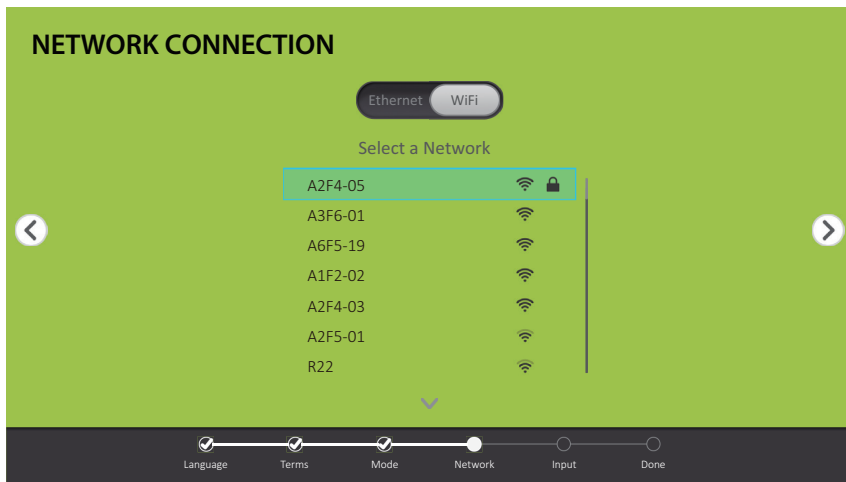 NETWORK CONNECTION
Ethernet WiFi
Select a Network
A2F4-05
A3F6-01
A6F5-19
A1F2-02
A2F4-03
A2F5-01
R22
Language Terms Mode Network Input Done